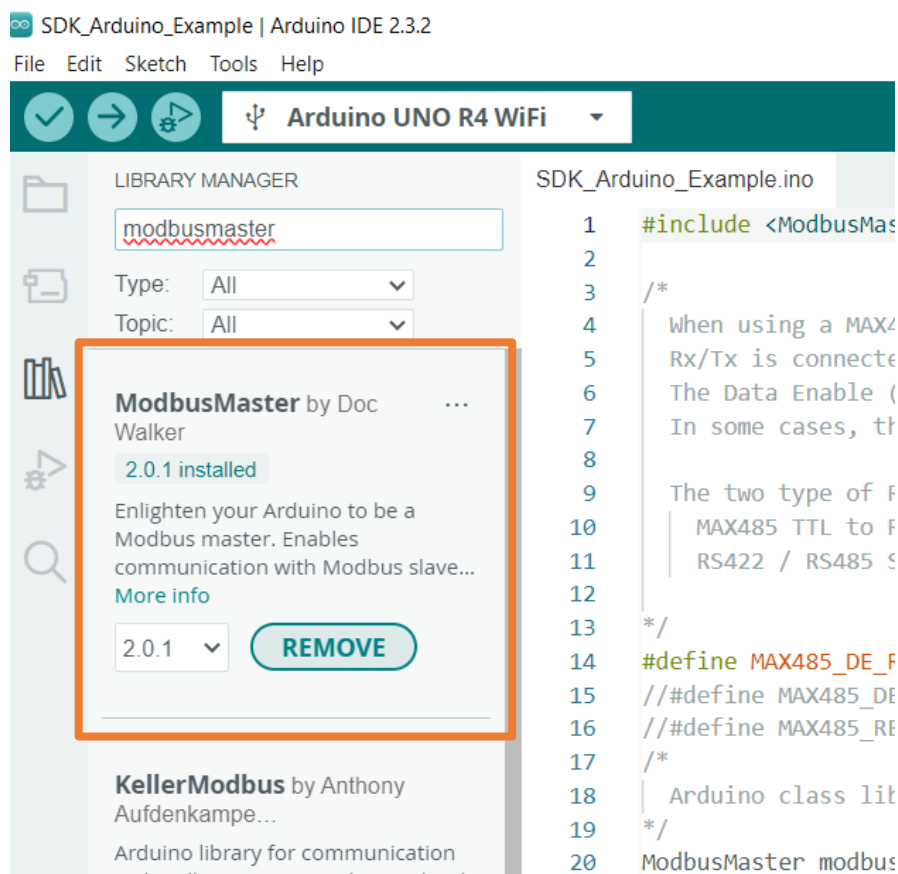 SDK_Arduino_Example | Arduino IDE 2.3.2
File Edit Sketch Tools Help
Arduino UNO R4 WiFi
LIBRARY MANAGER
modbusmaster
Type: All
Topic: All
ModbusMaster by Doc
Walker
2.0.1 installed
Enlighten your Arduino to be a
Modbus master. Enables
communication with Modbus slave...
More info
2.0.1 REMOVE
KellerModbus by Anthony
Aufdenkampe...
Arduino library for communication
SDK_Arduino_Example.ino
1 #include <ModbusMas
2
3 /*
4 When using a MAX4
5 Rx/Tx is connecte
6 The Data Enable (
7 In some cases, th
8
9 The two type of R
10 MAX485 TTL to R
11 RS422 / RS485 S
12
13 */
14 #define MAX485_DE_R
15 //#define MAX485_DE
16 //#define MAX485_RE
17 /*
18 Arduino class lib
19 */
20 ModbusMaster modbus